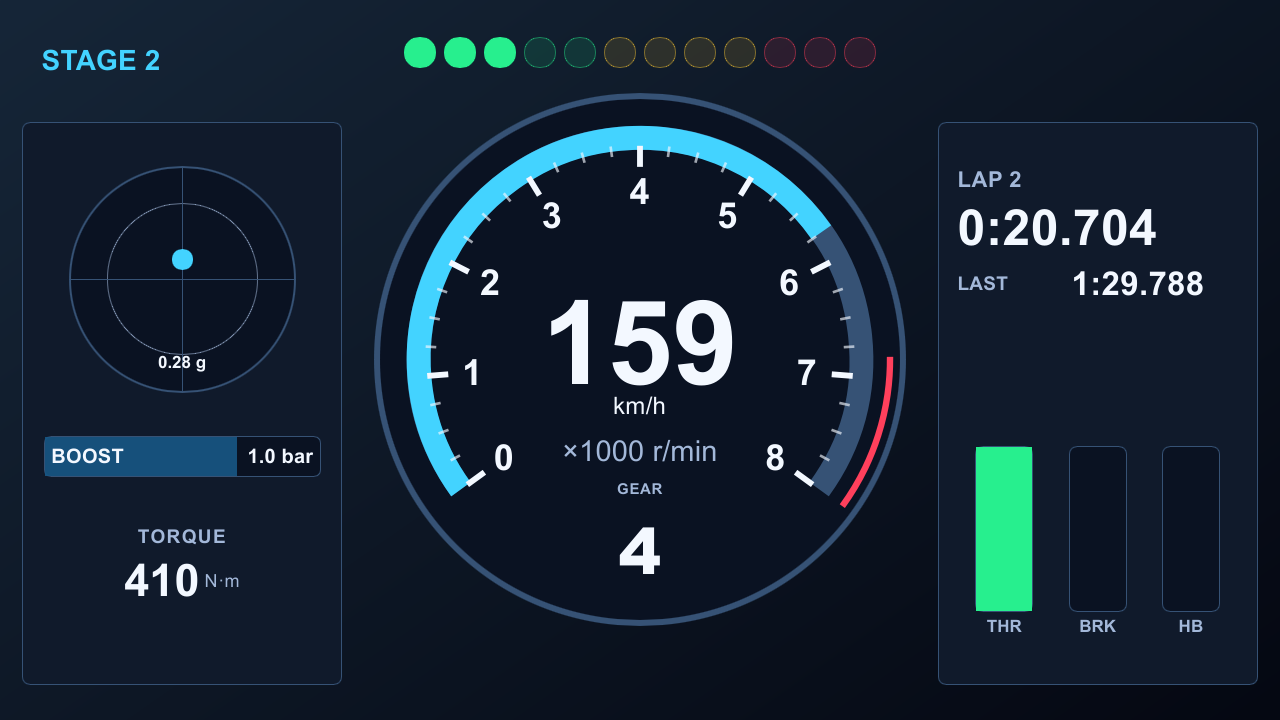 STAGE 2
0.28 g
BOOST 1.0 bar
TORQUE
410 N·m
0
1
2
3
4
5
6
7
8
159
km/h
×1000 r/min
GEAR
4
LAP 2
0:20.704
LAST 1:29.788
THR BRK HB